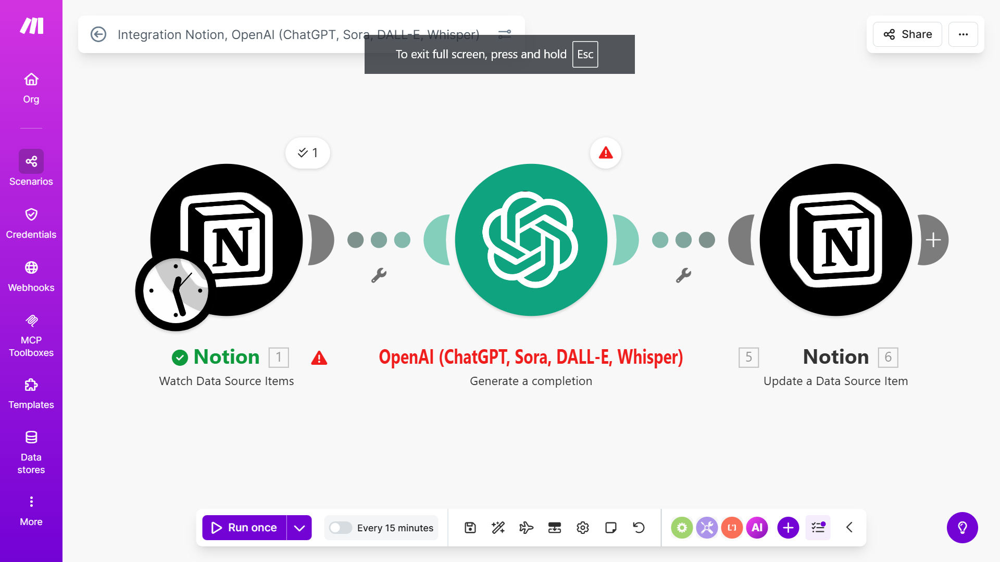 Integration Notion, OpenAI (ChatGPT, Sora, DALL-E, Whisper)
To exit full screen, press and hold Esc
Share
Org
Scenarios
Credentials
Webhooks
MCP
Toolboxes
Templates
Data
stores
More
1
N
N
Notion 1
Watch Data Source Items
OpenAI (ChatGPT, Sora, DALL-E, Whisper) 5
Generate a completion
Notion 6
Update a Data Source Item
Run once
Every 15 minutes
AI